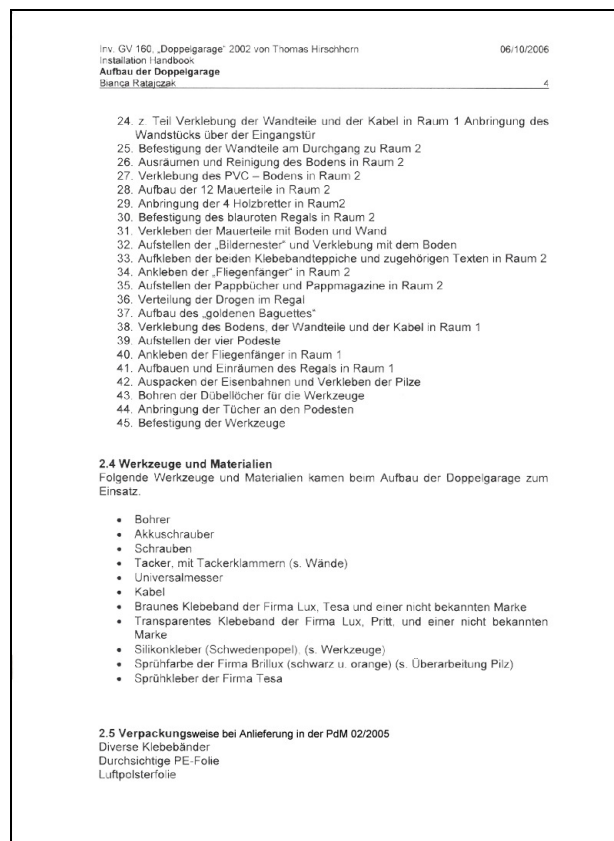 Inv. GV 160, „Doppelgarage" 2002 von Thomas Hirschhorn 06/10/2006
Installation Handbook
Aufbau der Doppelgarage
Bianca Ratajczak 4
24. z. Teil Verklebung der Wandteile und der Kabel in Raum 1 Anbringung des
Wandstücks über der Eingangstür
25. Befestigung der Wandteile am Durchgang zu Raum 2
26. Ausräumen und Reinigung des Bodens in Raum 2
27. Verklebung des PVC – Bodens in Raum 2
28. Aufbau der 12 Mauerteile in Raum 2
29. Anbringung der 4 Holzbretter in Raum2
30. Befestigung des blauroten Regals in Raum 2
31. Verkleben der Mauerteile mit Boden und Wand
32. Aufstellen der „Bildernester" und Verklebung mit dem Boden
33. Aufkleben der beiden Klebebandteppiche und zugehörigen Texten in Raum 2
34. Ankleben der „Fliegenfänger" in Raum 2
35. Aufstellen der Pappbücher und Pappmagazine in Raum 2
36. Verteilung der Drogen im Regal
37. Aufbau des „goldenen Baguettes"
38. Verklebung des Bodens, der Wandteile und der Kabel in Raum 1
39. Aufstellen der vier Podeste
40. Ankleben der Fliegenfänger in Raum 1
41. Aufbauen und Einräumen des Regals in Raum 1
42. Auspacken der Eisenbahnen und Verkleben der Pilze
43. Bohren der Dübellöcher für die Werkzeuge
44. Anbringung der Tücher an den Podesten
45. Befestigung der Werkzeuge
2.4 Werkzeuge und Materialien
Folgende Werkzeuge und Materialien kamen beim Aufbau der Doppelgarage zum
Einsatz.
• Bohrer
• Akkuschrauber
• Schrauben
• Tacker, mit Tackerklammern (s. Wände)
• Universalmesser
• Kabel
• Braunes Klebeband der Firma Lux, Tesa und einer nicht bekannten Marke
• Transparentes Klebeband der Firma Lux, Pritt, und einer nicht bekannten
Marke
• Silikonkleber (Schwedenpopel), (s. Werkzeuge)
• Sprühfarbe der Firma Brillux (schwarz u. orange) (s. Überarbeitung Pilz)
• Sprühkleber der Firma Tesa
2.5 Verpackungsweise bei Anlieferung in der PdM 02/2005
Diverse Klebebänder
Durchsichtige PE-Folie
Luftpolsterfolie